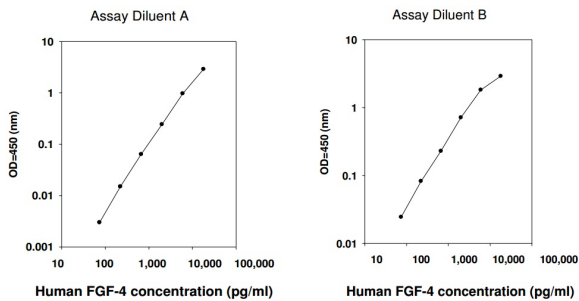 Assay Diluent A
10
1
0.1
0.01
0.001
OD=450 (nm)
10 100 1,000 10,000 100,000
Human FGF-4 concentration (pg/ml)
Assay Diluent B
10
1
0.1
0.01
OD=450 (nm)
10 100 1,000 10,000 100,000
Human FGF-4 concentration (pg/ml)